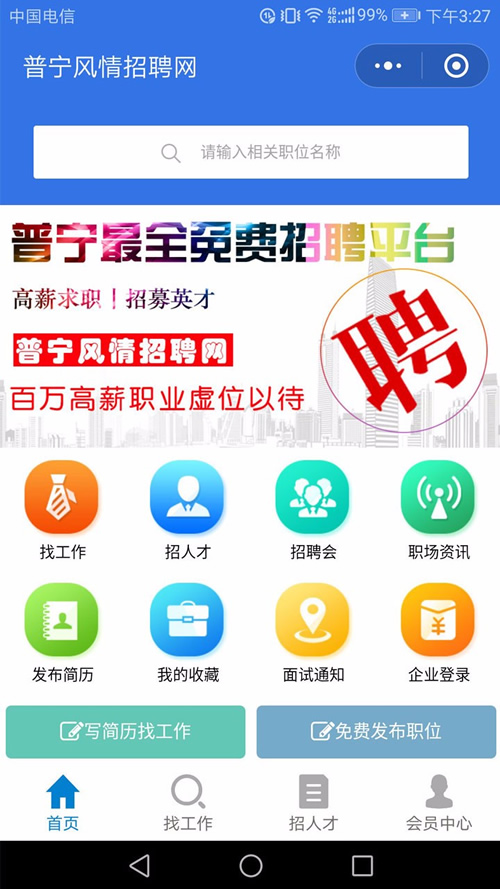 中国电信 4G 2G 99% 下午3:27
普宁风情招聘网
请输入相关职位名称
普宁最全免费招聘平台
高薪求职 | 招募英才
普宁风情招聘网
百万高薪职业虚位以待
聘
找工作 招人才 招聘会 职场资讯
发布简历 我的收藏 面试通知 企业登录
写简历找工作 免费发布职位
首页 找工作 招人才 会员中心